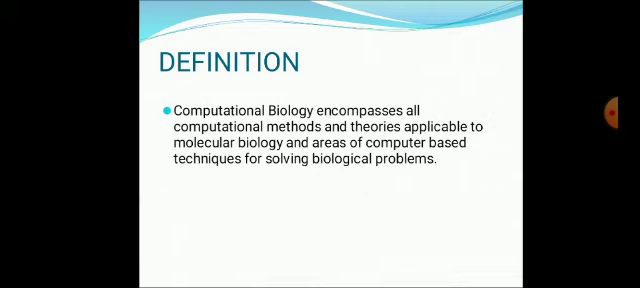 DEFINITION
Computational Biology encompasses all
computational methods and theories applicable to
molecular biology and areas of computer based
techniques for solving biological problems.